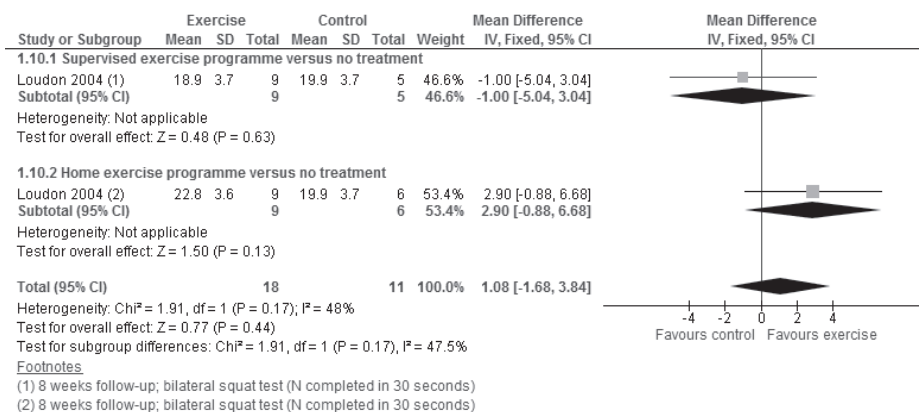 Exercise Control Mean Difference Mean Difference
Study or Subgroup Mean SD Total Mean SD Total Weight IV, Fixed, 95% CI IV, Fixed, 95% CI
1.10.1 Supervised exercise programme versus no treatment
Loudon 2004 (1) 18.9 3.7 9 19.9 3.7 5 46.6% -1.00 [-5.04, 3.04]
Subtotal (95% CI) 9 5 46.6% -1.00 [-5.04, 3.04]
Heterogeneity: Not applicable
Test for overall effect: Z = 0.48 (P = 0.63)
1.10.2 Home exercise programme versus no treatment
Loudon 2004 (2) 22.8 3.6 9 19.9 3.7 6 53.4% 2.90 [-0.88, 6.68]
Subtotal (95% CI) 9 6 53.4% 2.90 [-0.88, 6.68]
Heterogeneity: Not applicable
Test for overall effect: Z = 1.50 (P = 0.13)
Total (95% CI) 18 11 100.0% 1.08 [-1.68, 3.84]
Heterogeneity: Chi² = 1.91, df = 1 (P = 0.17); I² = 48%
Test for overall effect: Z = 0.77 (P = 0.44)
Test for subgroup differences: Chi² = 1.91, df = 1 (P = 0.17), I² = 47.5%
-4 -2 0 2 4
Favours control Favours exercise
Footnotes
(1) 8 weeks follow-up; bilateral squat test (N completed in 30 seconds)
(2) 8 weeks follow-up; bilateral squat test (N completed in 30 seconds)